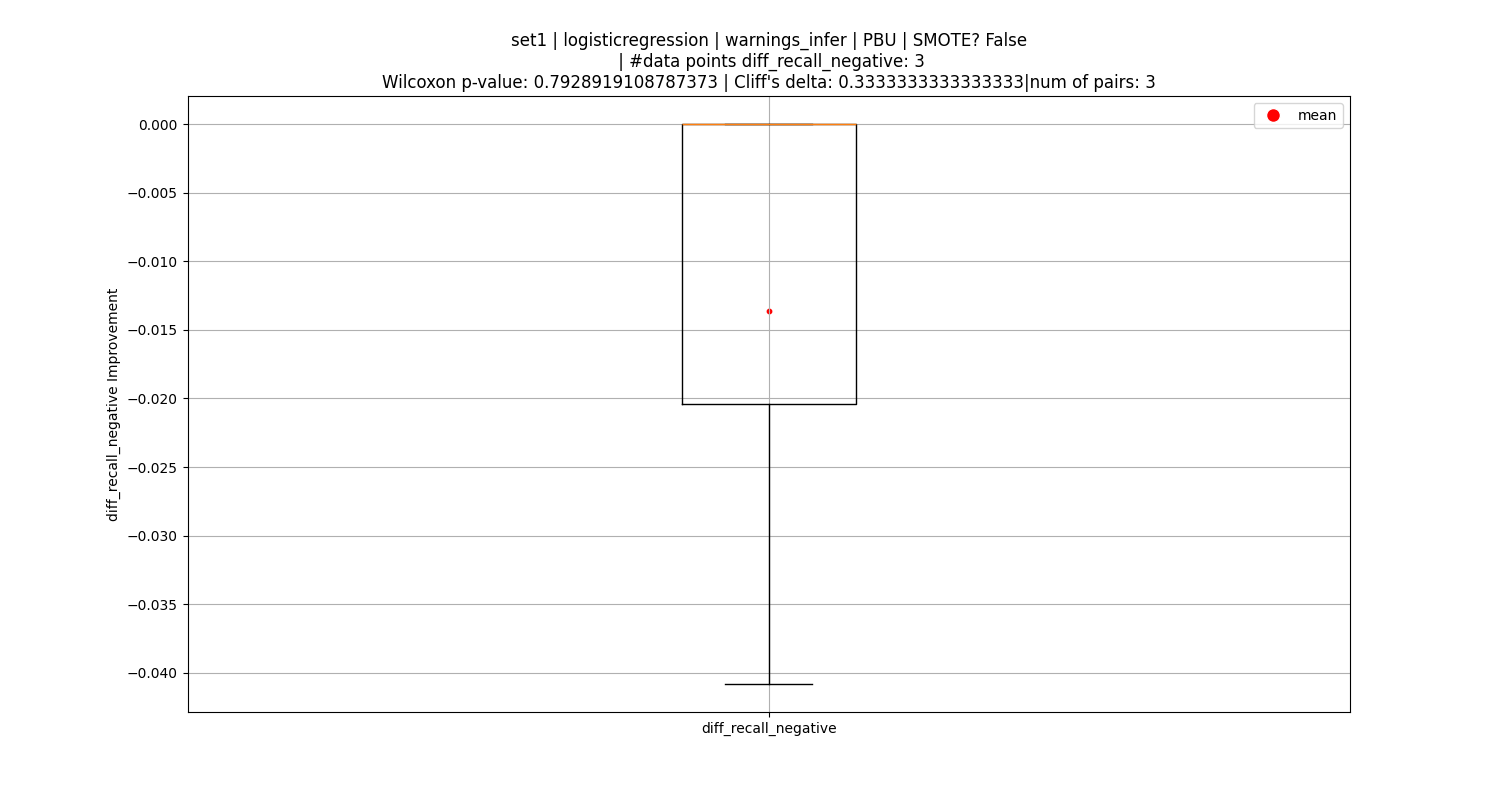 set1 | logisticregression | warnings_infer | PBU | SMOTE? False
| #data points diff_recall_negative: 3
Wilcoxon p-value: 0.7928919108787373 | Cliff's delta: 0.3333333333333333|num of pairs: 3
mean
0.000
−0.005
−0.010
−0.015
−0.020
−0.025
−0.030
−0.035
−0.040
diff_recall_negative Improvement
diff_recall_negative